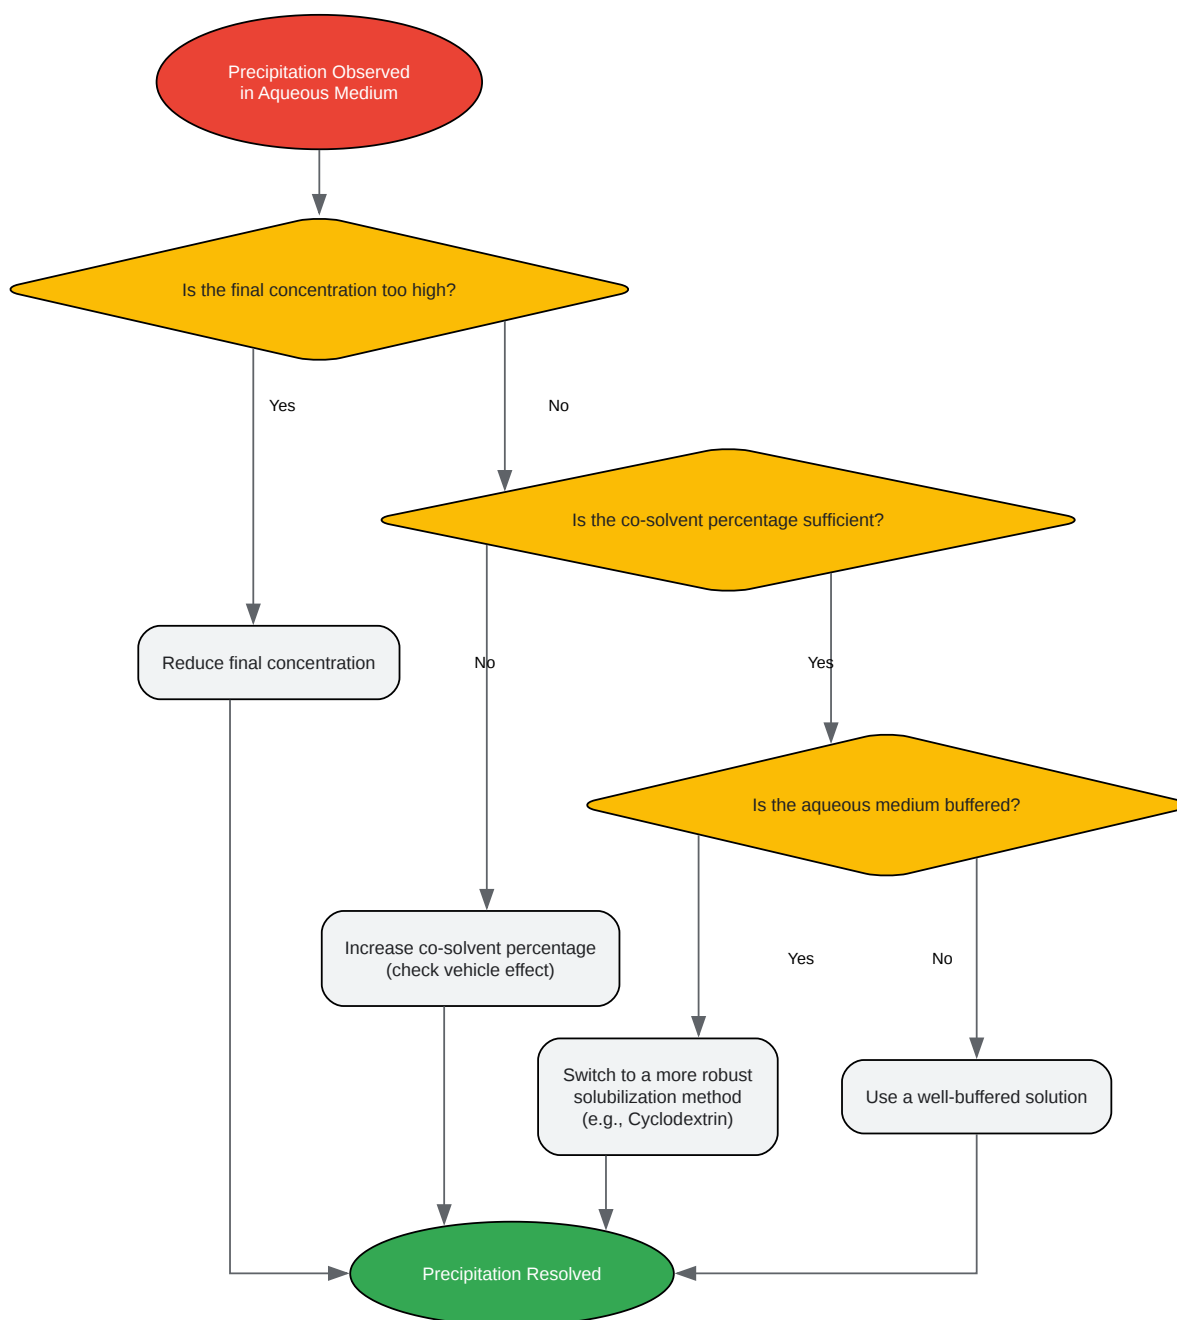 Precipitation Observed
in Aqueous Medium
Is the final concentration too high?
Yes
No
Is the co-solvent percentage sufficient?
Reduce final concentration
No
Yes
Is the aqueous medium buffered?
Increase co-solvent percentage
(check vehicle effect)
Yes
No
Switch to a more robust
solubilization method
(e.g., Cyclodextrin)
Use a well-buffered solution
Precipitation Resolved